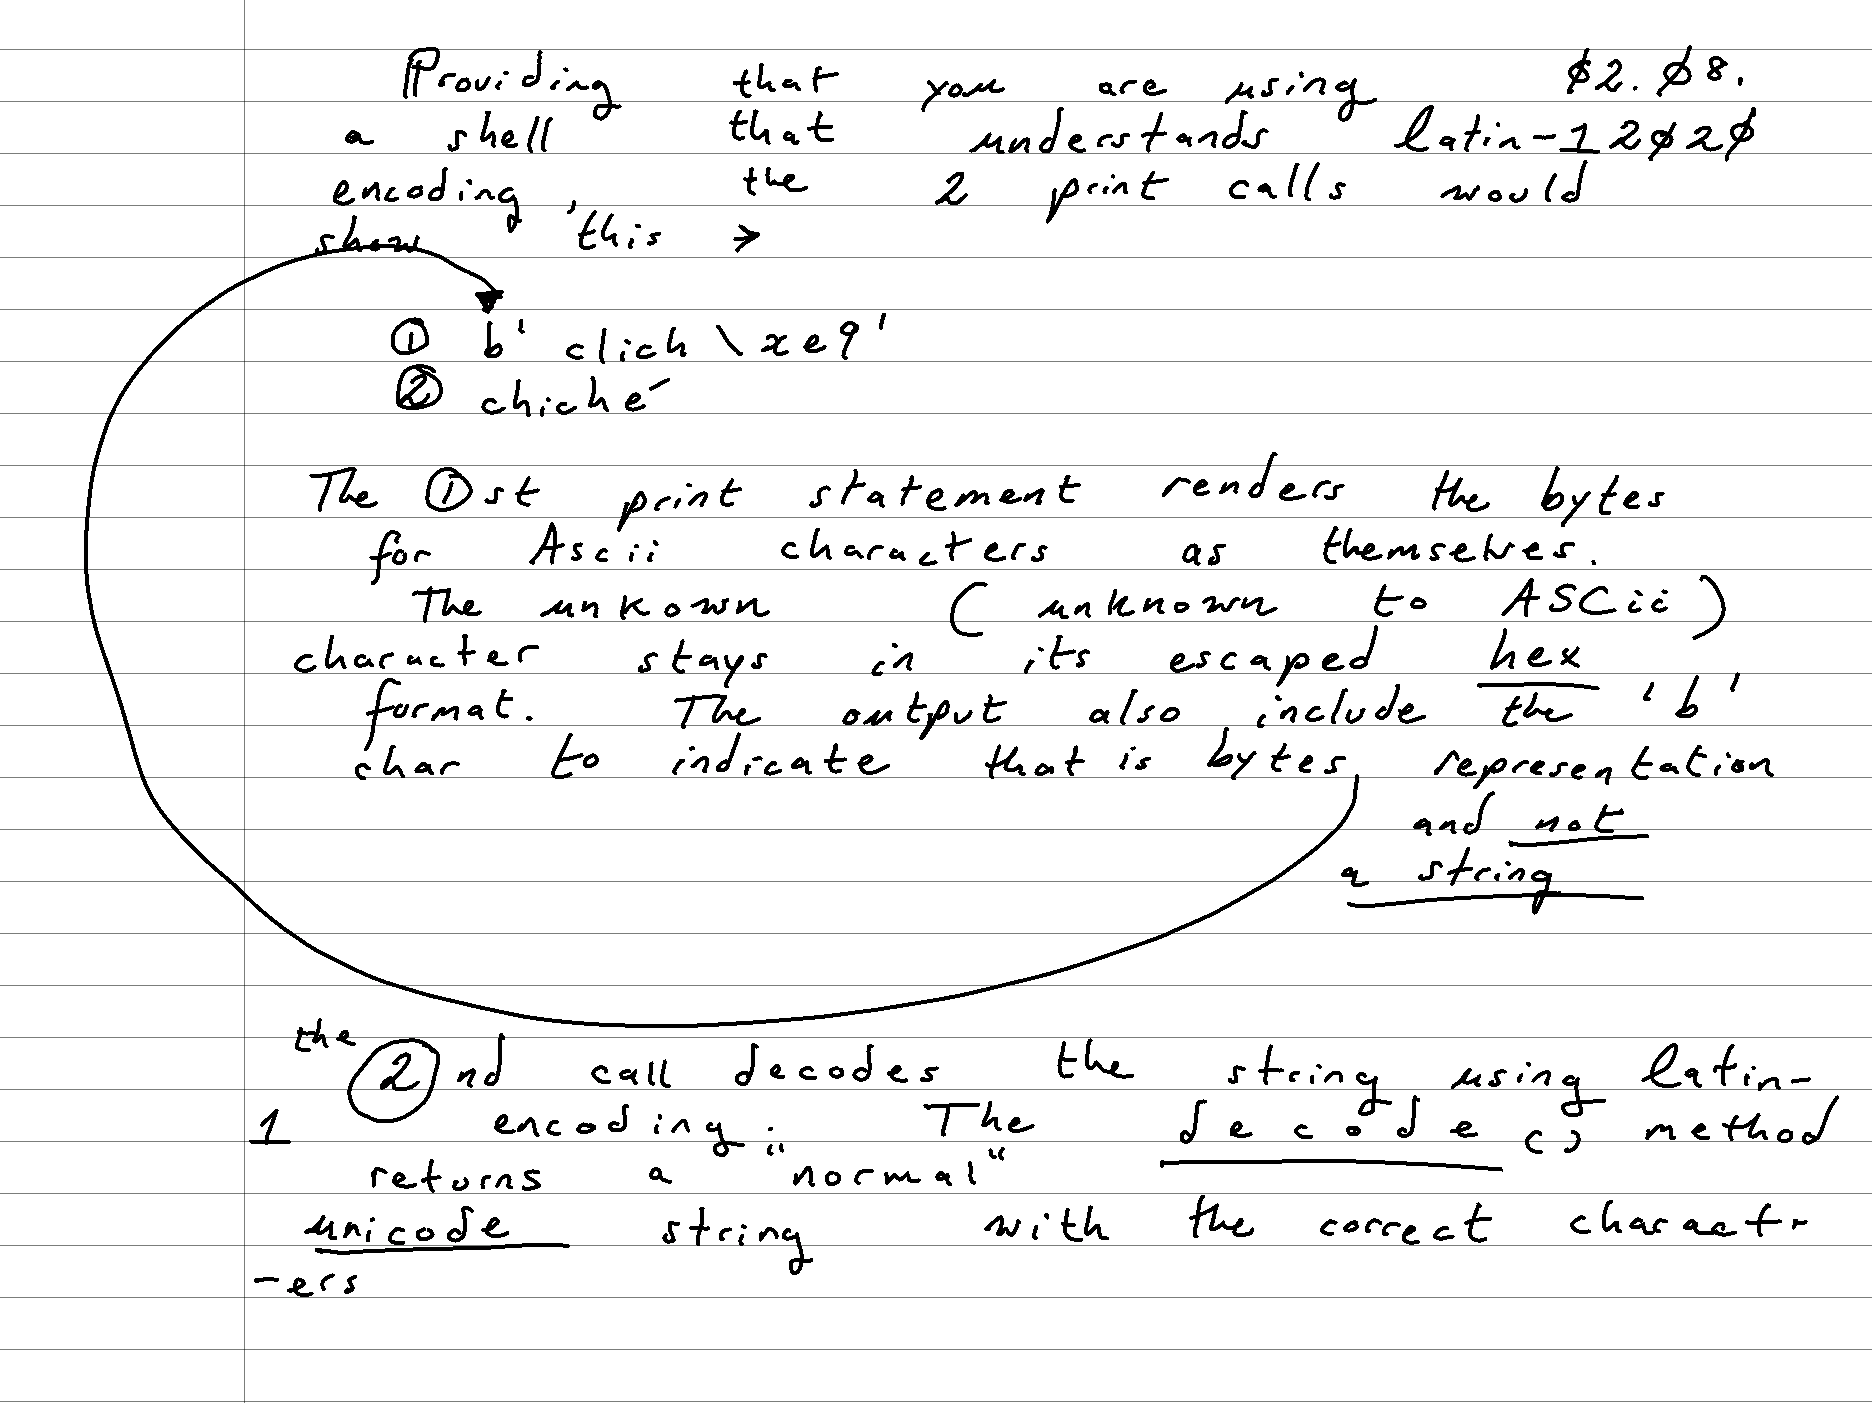 Providing that you are using ø2.ø8.
a shell that understands latin-1 2ø2ø
encoding, the 2 print calls would
show this →
① b' clich\xe9'
② chiché
The ①st print statement renders the bytes
for Ascii characters as themselves.
The unkown (unknown to ASCii)
character stays in its escaped hex
format. The output also include the 'b'
char to indicate that is bytes representation
and not
a string
the
②nd call decodes the string using latin-
1 encoding. The decode() method
returns a "normal"
unicode string with the correct charact-
-ers